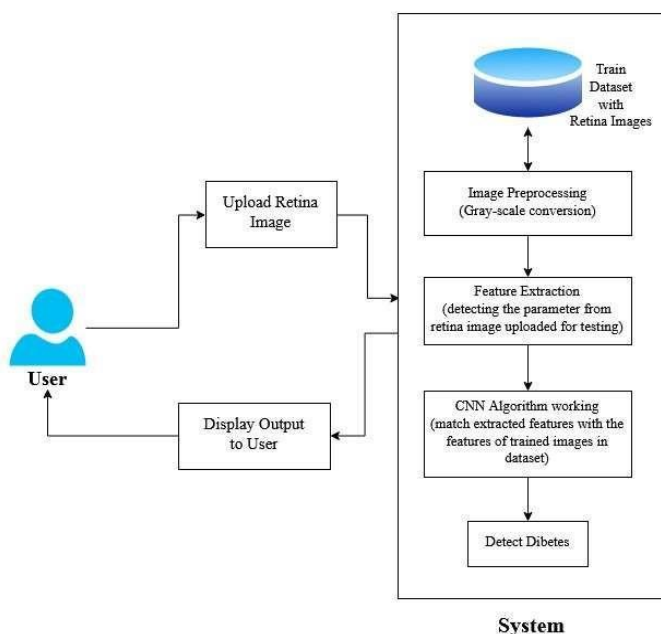 Train
Dataset
with
Retina Images
Image Preprocessing
(Gray-scale conversion)
Upload Retina
Image
Feature Extraction
(detecting the parameter from
retina image uploaded for testing)
User
CNN Algorithm working
(match extracted features with the
features of trained images in
dataset)
Display Output
to User
Detect Dibetes
System